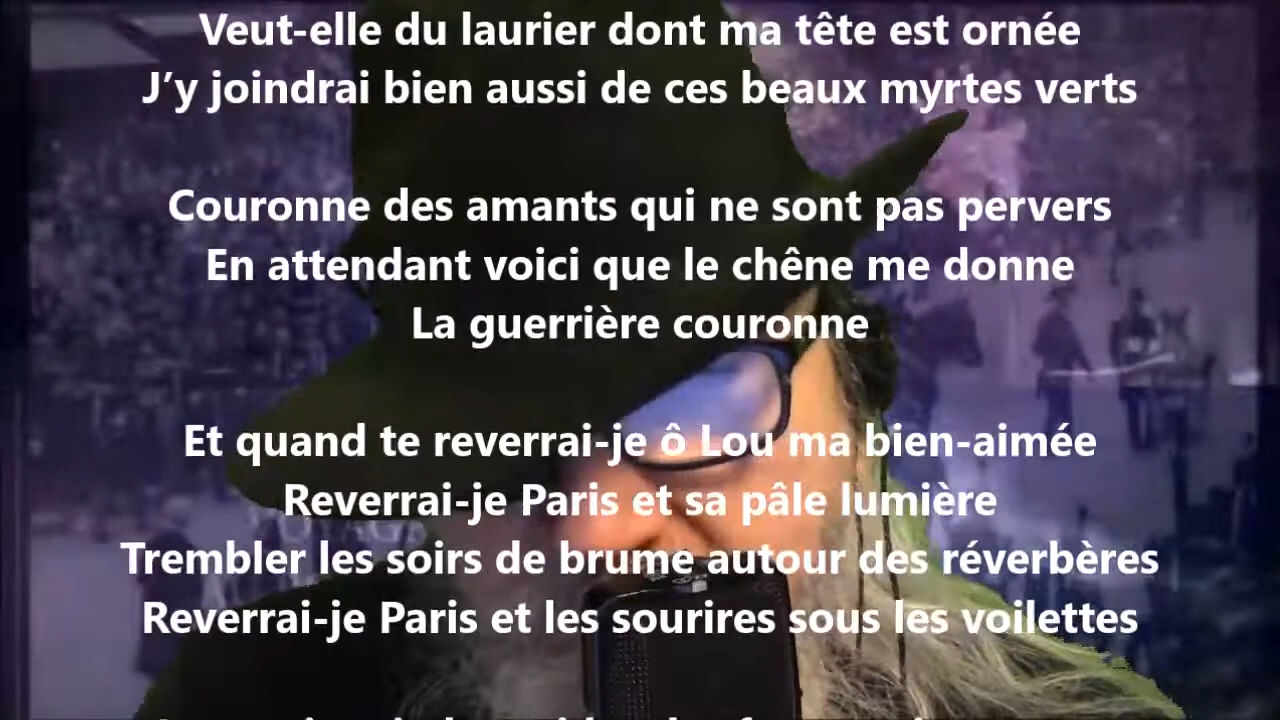 Veut-elle du laurier dont ma tête est ornée
J’y joindrai bien aussi de ces beaux myrtes verts
Couronne des amants qui ne sont pas pervers
En attendant voici que le chêne me donne
La guerrière couronne
Et quand te reverrai-je ô Lou ma bien-aimée
Reverrai-je Paris et sa pâle lumière
Trembler les soirs de brume autour des réverbères
Reverrai-je Paris et les sourires sous les voilettes